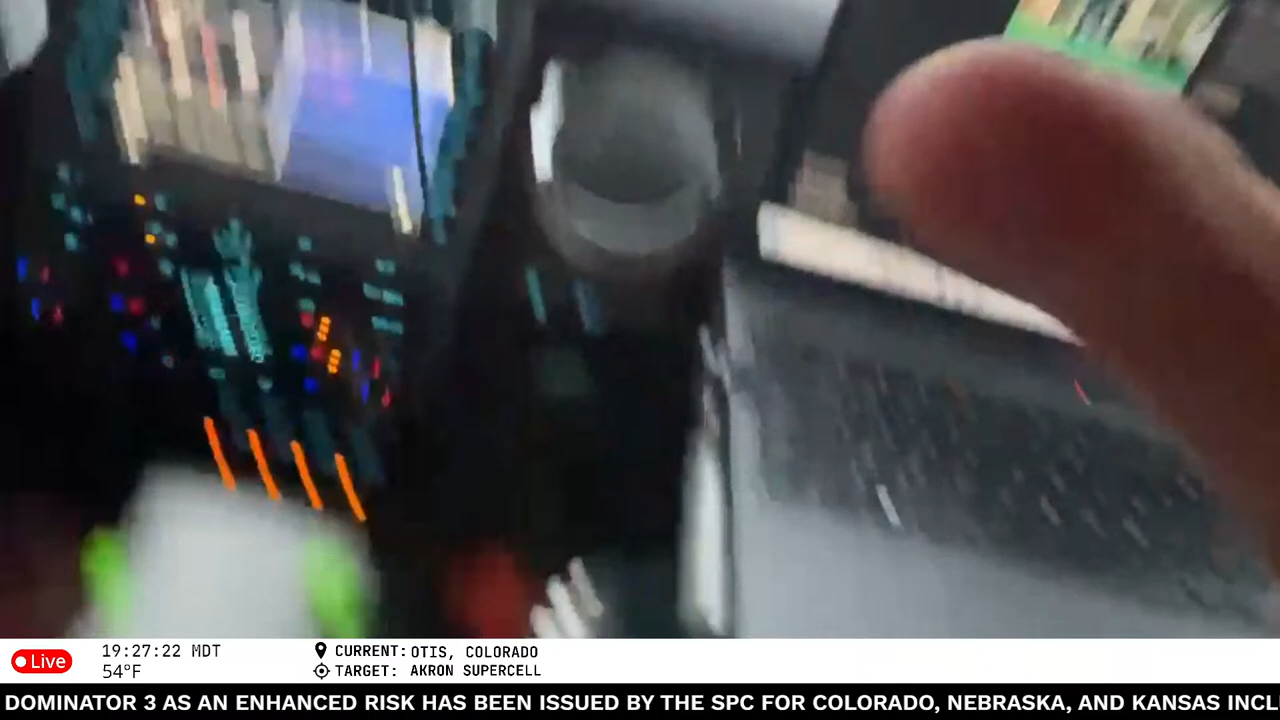 Live
19:27:22 MDT
54°F
CURRENT: OTIS, COLORADO
TARGET: AKRON SUPERCELL
DOMINATOR 3 AS AN ENHANCED RISK HAS BEEN ISSUED BY THE SPC FOR COLORADO, NEBRASKA, AND KANSAS INCL